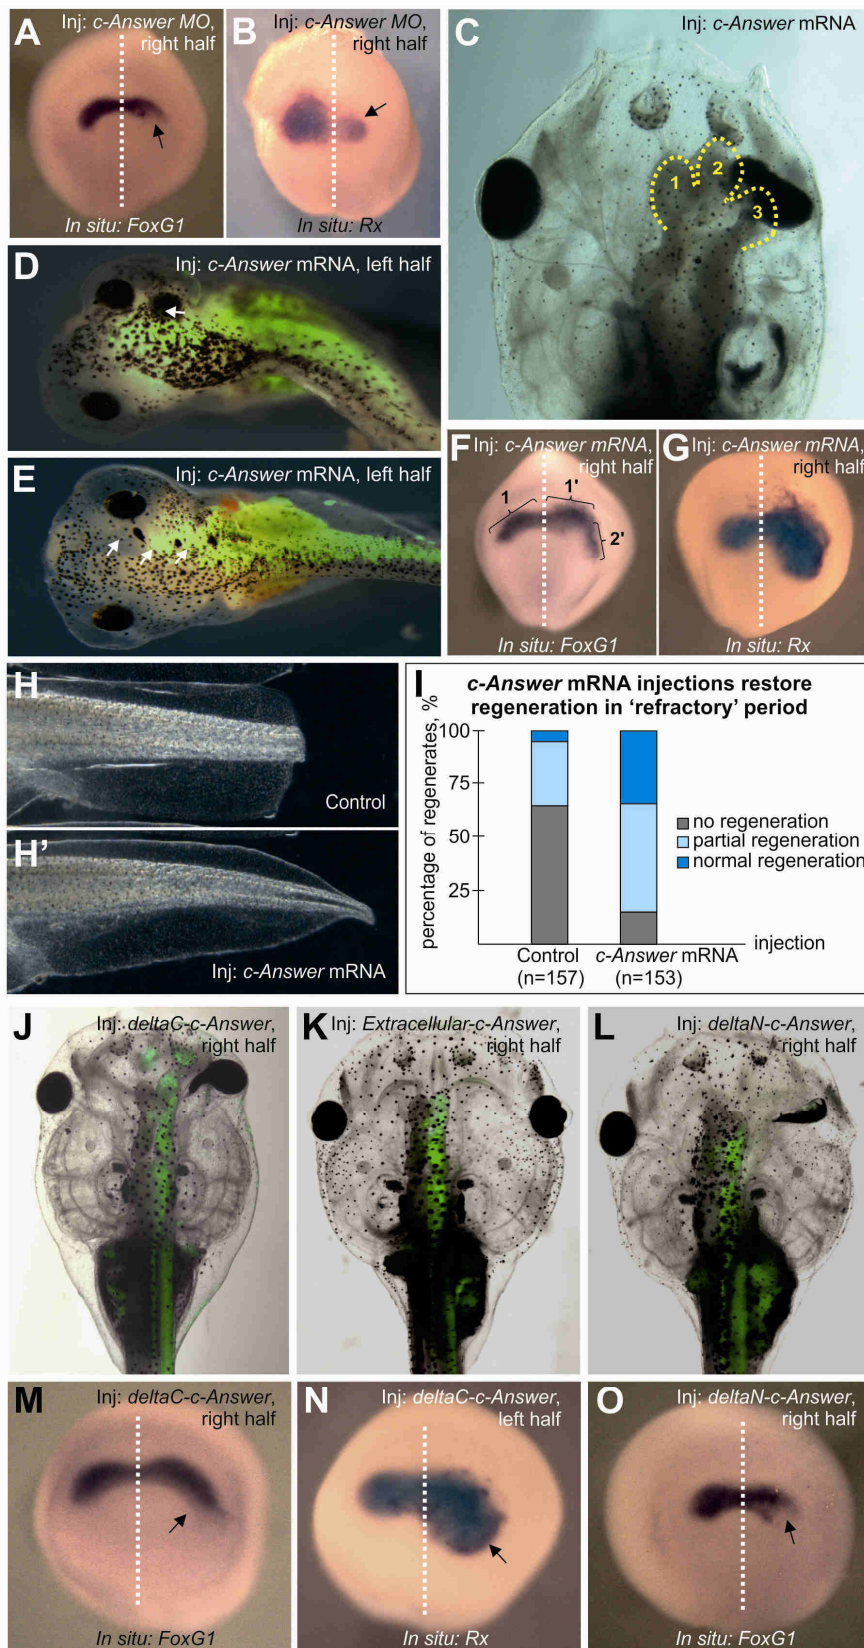 A
Inj: c-Answer MO,
right half
In situ: FoxG1
B
Inj: c-Answer MO,
right half
In situ: Rx
C
Inj: c-Answer mRNA
1
2
3
D
Inj: c-Answer mRNA, left half
E
Inj: c-Answer mRNA, left half
F
Inj: c-Answer mRNA,
right half
1
1'
2'
In situ: FoxG1
G
Inj: c-Answer mRNA,
right half
In situ: Rx
H
Control
H'
Inj: c-Answer mRNA
I
c-Answer mRNA injections restore
regeneration in ‘refractory’ period
percentage of regenerates, %
100
75
50
25
no regeneration
partial regeneration
normal regeneration
injection
Control
(n=157)
c-Answer mRNA
(n=153)
J
Inj: deltaC-c-Answer,
right half
K
Inj: Extracellular-c-Answer,
right half
L
Inj: deltaN-c-Answer,
right half
M
Inj: deltaC-c-Answer,
right half
In situ: FoxG1
N
Inj: deltaC-c-Answer,
left half
In situ: Rx
O
Inj: deltaN-c-Answer,
right half
In situ: FoxG1